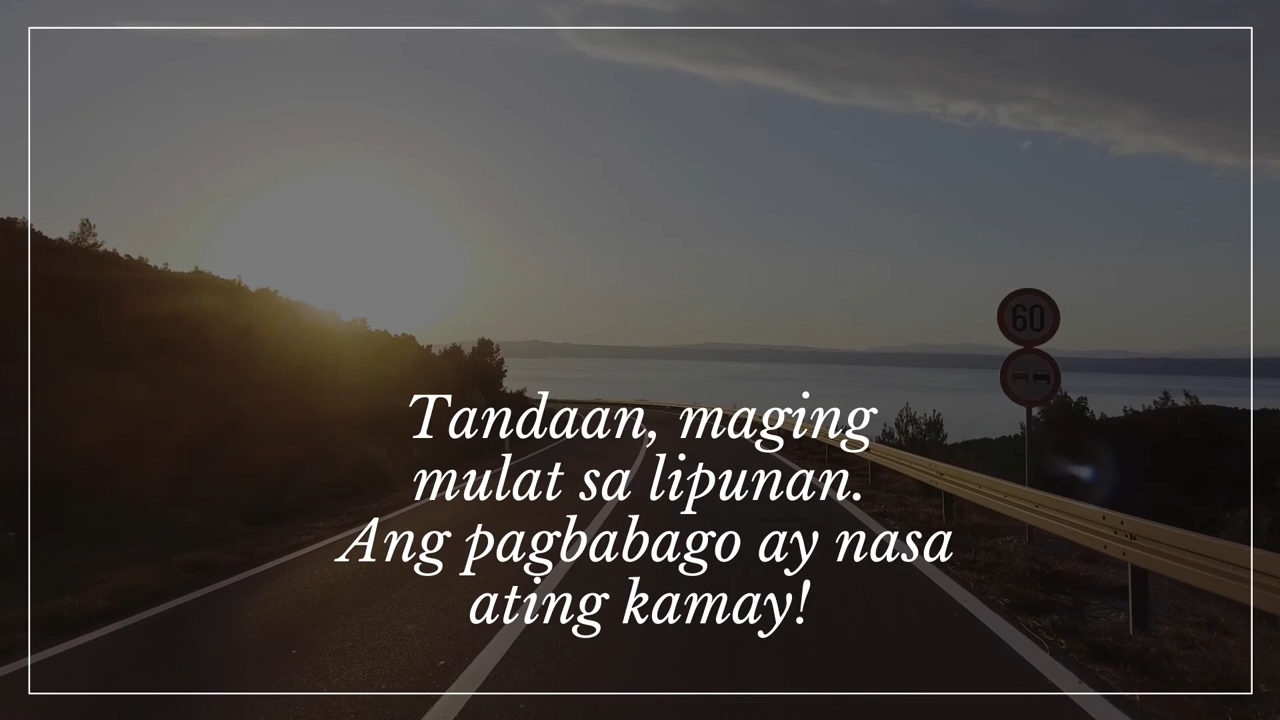 60
Tandaan, maging
mulat sa lipunan.
Ang pagbabago ay nasa
ating kamay!